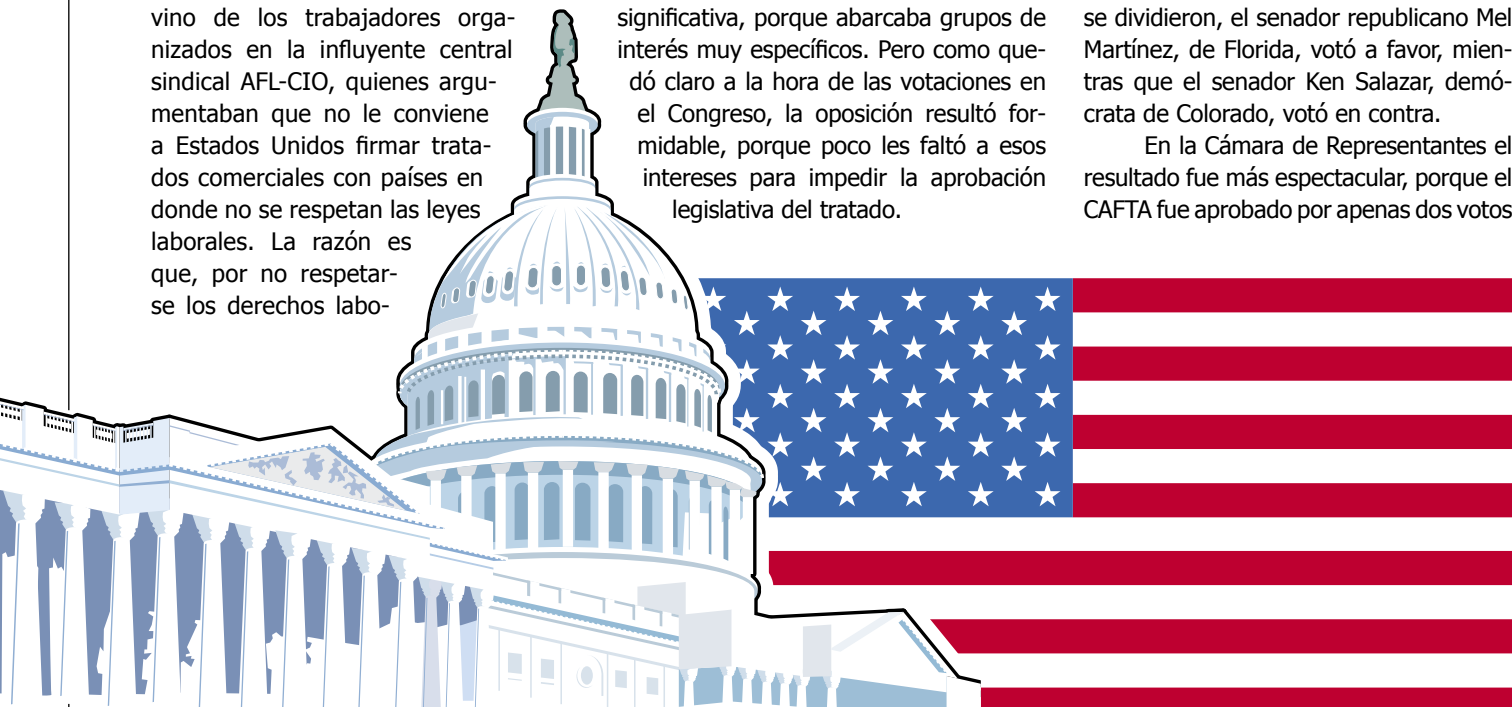 vino de los trabajadores orga-
nizados en la influyente central
sindical AFL-CIO, quienes argu-
mentaban que no le conviene
a Estados Unidos firmar trata-
dos comerciales con países en
donde no se respetan las leyes
laborales. La razón es
que, por no respetar-
se los derechos labo-
significativa, porque abarcaba grupos de
interés muy específicos. Pero como que-
dó claro a la hora de las votaciones en
el Congreso, la oposición resultó for-
midable, porque poco les faltó a esos
intereses para impedir la aprobación
legislativa del tratado.
se dividieron, el senador republicano Mel
Martínez, de Florida, votó a favor, mien-
tras que el senador Ken Salazar, demó-
crata de Colorado, votó en contra.
En la Cámara de Representantes el
resultado fue más espectacular, porque el
CAFTA fue aprobado por apenas dos votos